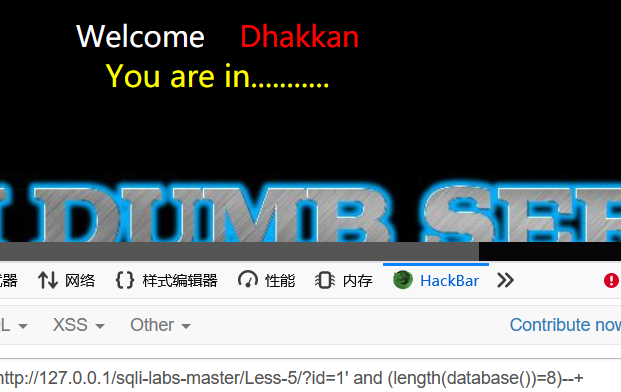 Welcome Dhakkan
You are in...........
DUMB SE
网络 样式编辑器 性能 内存 HackBar
XSS Other Contribute now
http://127.0.0.1/sqli-labs-master/Less-5/?id=1' and (length(database())=8)--+